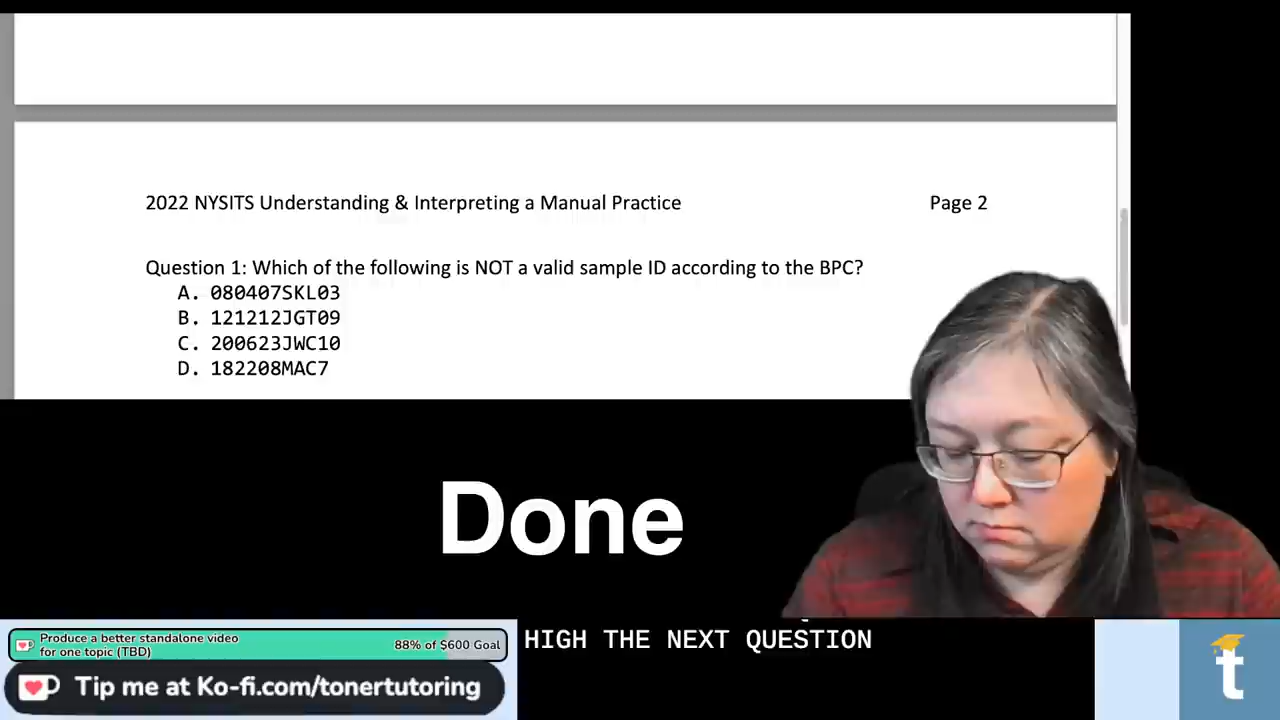 2022 NYSITS Understanding & Interpreting a Manual Practice Page 2
Question 1: Which of the following is NOT a valid sample ID according to the BPC?
A. 080407SKL03
B. 121212JGT09
C. 200623JWC10
D. 182208MAC7
Done
Produce a better standalone video
for one topic (TBD)
88% of $600 Goal
HIGH THE NEXT QUESTION
Tip me at Ko-fi.com/tonertutoring
t